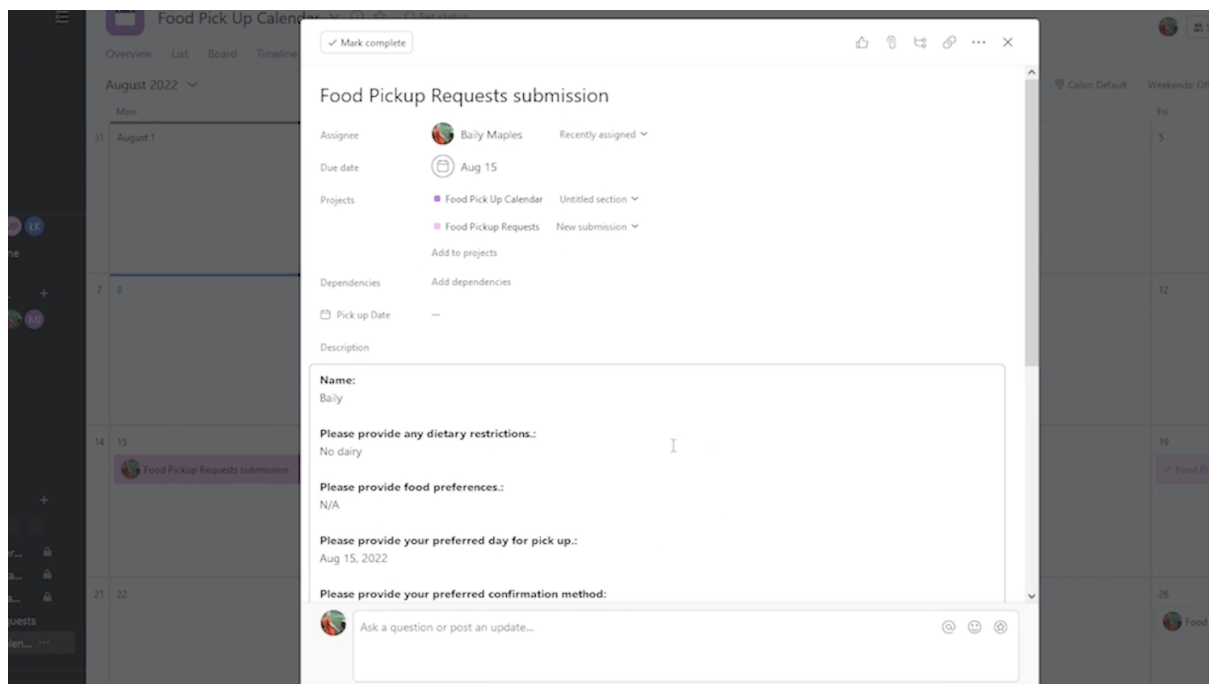 Food Pick Up Calendar
Set status
Overview List Board Timeline
August 2022
Color: Default
Mon
Fri
31 August 1
5
7 8
12
14 15
19
Food Pickup Requests submission
21 22
26
Food
LK
MB
✓ Mark complete
Food Pickup Requests submission
Assignee Baily Maples Recently assigned
Due date Aug 15
Projects Food Pick Up Calendar Untitled section
Food Pickup Requests New submission
Add to projects
Dependencies Add dependencies
Pick up Date —
Description
Name:
Baily
Please provide any dietary restrictions.:
No dairy
Please provide food preferences.:
N/A
Please provide your preferred day for pick up.:
Aug 15, 2022
Please provide your preferred confirmation method:
Ask a question or post an update...